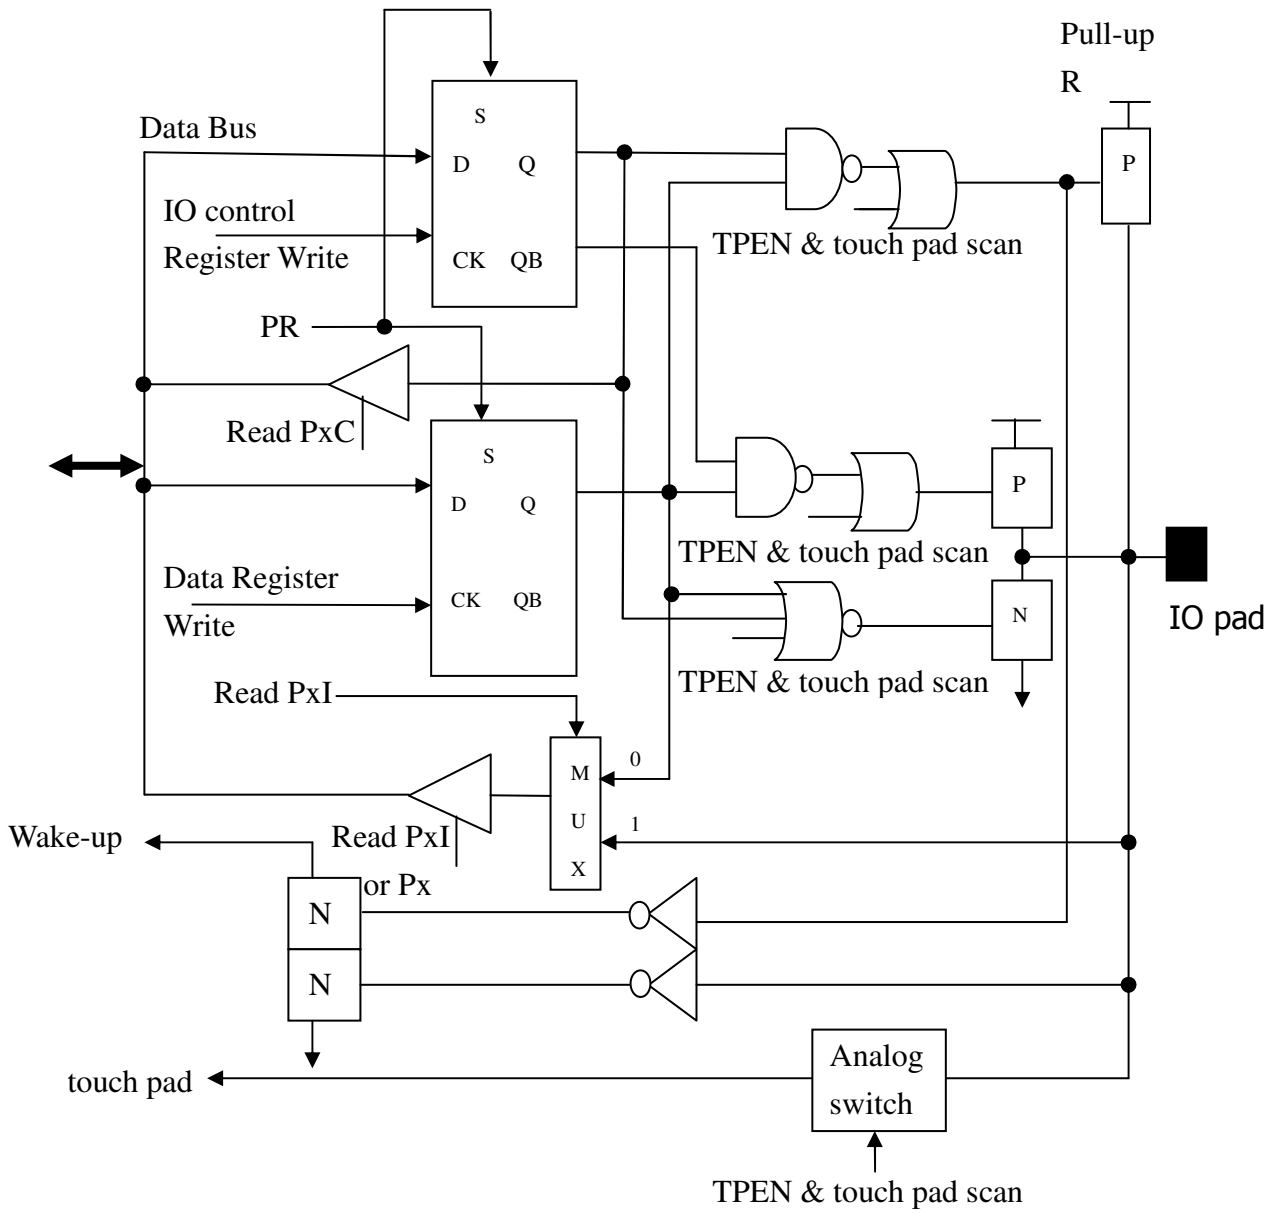 Pull-up
R
Data Bus
S
D
Q
P
IO control
Register Write
CK
QB
TPEN & touch pad scan
PR
Read PxC
S
D
Q
P
TPEN & touch pad scan
Data Register
Write
CK
QB
N
IO pad
TPEN & touch pad scan
Read PxI
0
M
U
X
1
Wake-up
Read PxI
or Px
N
N
Analog
switch
touch pad
TPEN & touch pad scan